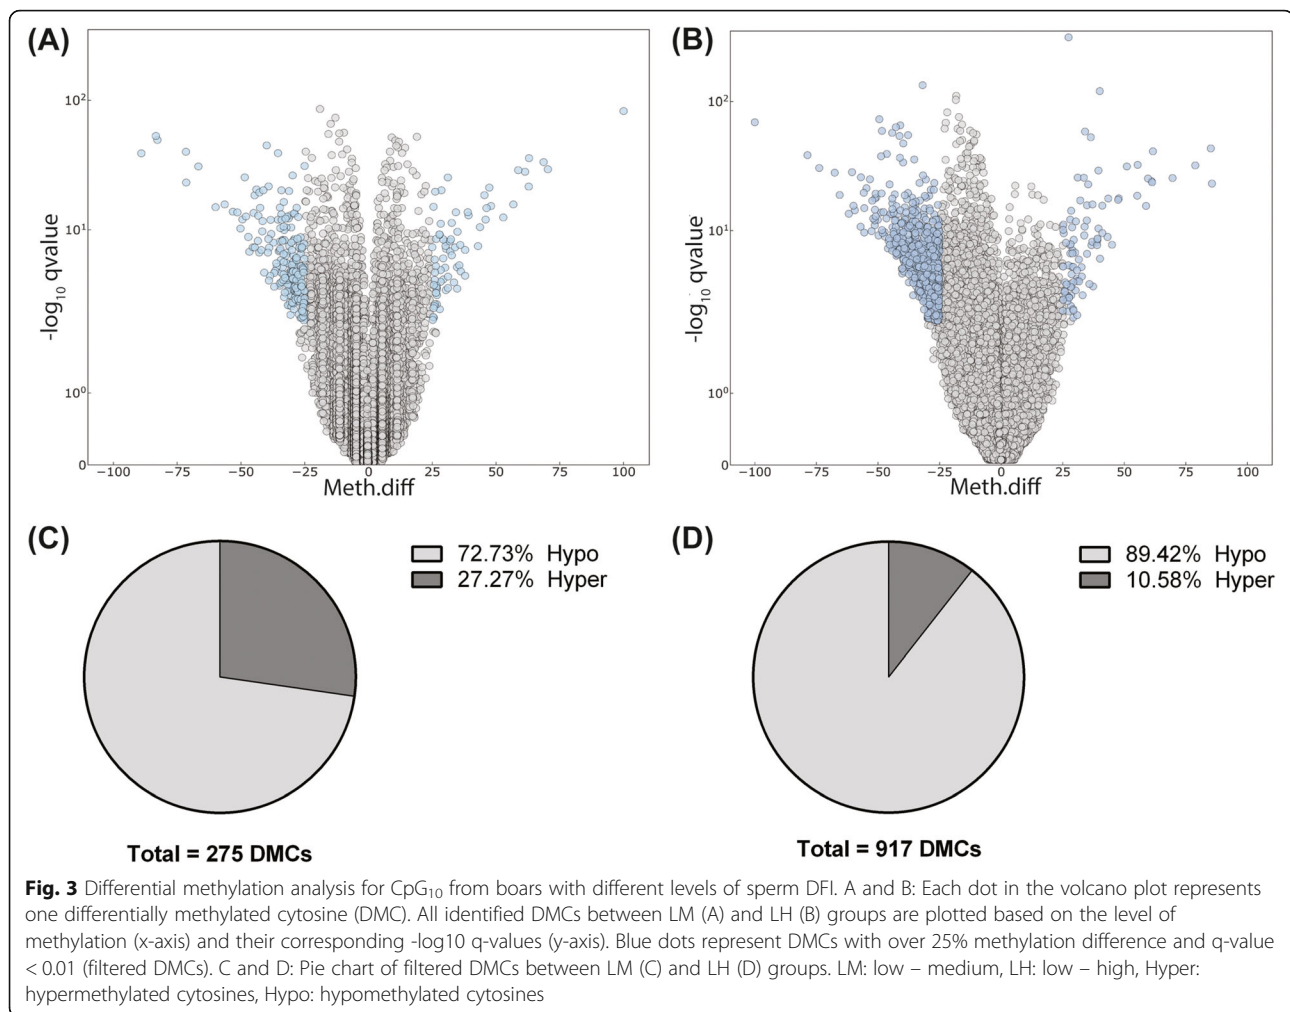 (A)
10²
10¹
10⁰
0
-log₁₀ qvalue
−100 −75 −50 −25 0 25 50 75 100
Meth.diff
(B)
10²
10¹
10⁰
0
-log₁₀ qvalue
−100 −75 −50 −25 0 25 50 75 100
Meth.diff
(C)
72.73% Hypo
27.27% Hyper
Total = 275 DMCs
(D)
89.42% Hypo
10.58% Hyper
Total = 917 DMCs
Fig. 3 Differential methylation analysis for CpG₁₀ from boars with different levels of sperm DFI. A and B: Each dot in the volcano plot represents
one differentially methylated cytosine (DMC). All identified DMCs between LM (A) and LH (B) groups are plotted based on the level of
methylation (x-axis) and their corresponding -log10 q-values (y-axis). Blue dots represent DMCs with over 25% methylation difference and q-value
< 0.01 (filtered DMCs). C and D: Pie chart of filtered DMCs between LM (C) and LH (D) groups. LM: low – medium, LH: low – high, Hyper:
hypermethylated cytosines, Hypo: hypomethylated cytosines